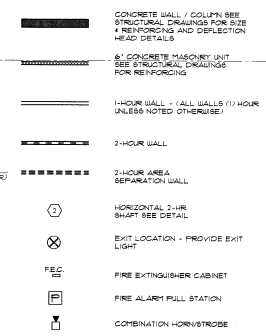 CONCRETE WALL / COLUMN SEE
STRUCTURAL DRAWINGS FOR SIZE
& REINFORCING AND DEFLECTION
HEAD DETAILS
6" CONCRETE MASONRY UNIT
SEE STRUCTURAL DRAWINGS
FOR REINFORCING
1-HOUR WALL - (ALL WALLS (1) HOUR
UNLESS NOTED OTHERWISE)
2-HOUR WALL
R)
2-HOUR AREA
SEPARATION WALL
2
HORIZONTAL 2-HR
SHAFT SEE DETAIL
EXIT LOCATION - PROVIDE EXIT
LIGHT
F.E.C.
FIRE EXTINGUISHER CABINET
P
FIRE ALARM PULL STATION
COMBINATION HORN/STROBE